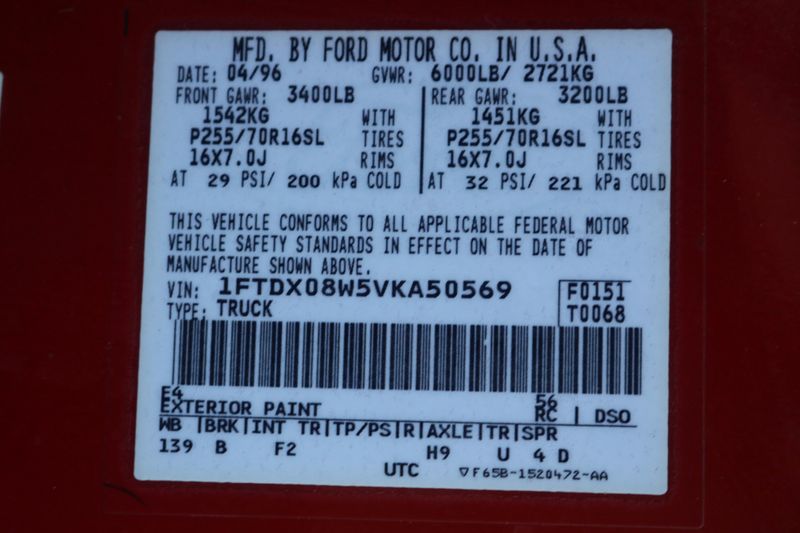 MFD. BY FORD MOTOR CO. IN U.S.A.
DATE: 04/96 GVWR: 6000LB/ 2721KG
FRONT GAWR: 3400LB REAR GAWR: 3200LB
1542KG WITH 1451KG WITH
P255/70R16SL TIRES P255/70R16SL TIRES
16X7.0J RIMS 16X7.0J RIMS
AT 29 PSI/ 200 kPa COLD AT 32 PSI/ 221 kPa COLD
THIS VEHICLE CONFORMS TO ALL APPLICABLE FEDERAL MOTOR
VEHICLE SAFETY STANDARDS IN EFFECT ON THE DATE OF
MANUFACTURE SHOWN ABOVE.
VIN: 1FTDX08W5VKA50569 F0151
TYPE: TRUCK T0068
E4 56
EXTERIOR PAINT RC | DSO
WB |BRK|INT TR|TP/PS|R|AXLE|TR|SPR
139 B F2 H9 U 4 D
UTC ▽F65B-1520472-AA